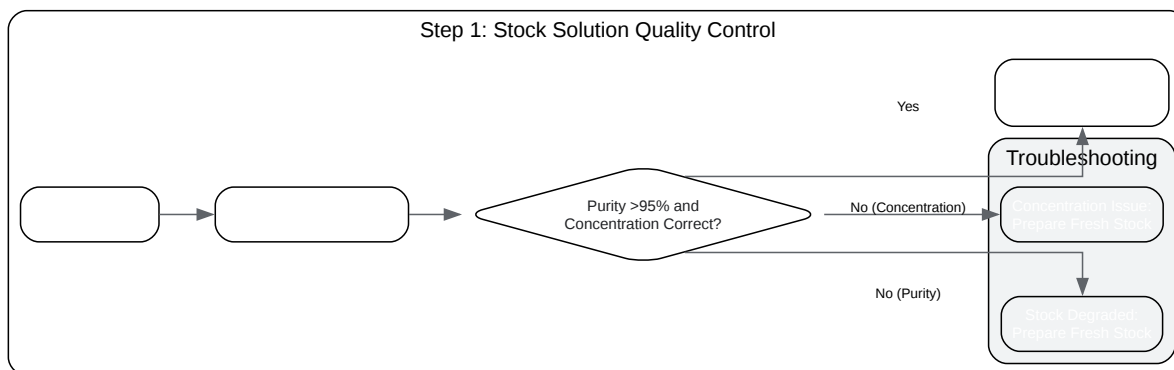 Step 1: Stock Solution Quality Control
Yes
Troubleshooting
Purity >95% and
Concentration Correct?
No (Concentration)
Concentration Issue:
Prepare Fresh Stock
No (Purity)
Stock Degraded:
Prepare Fresh Stock